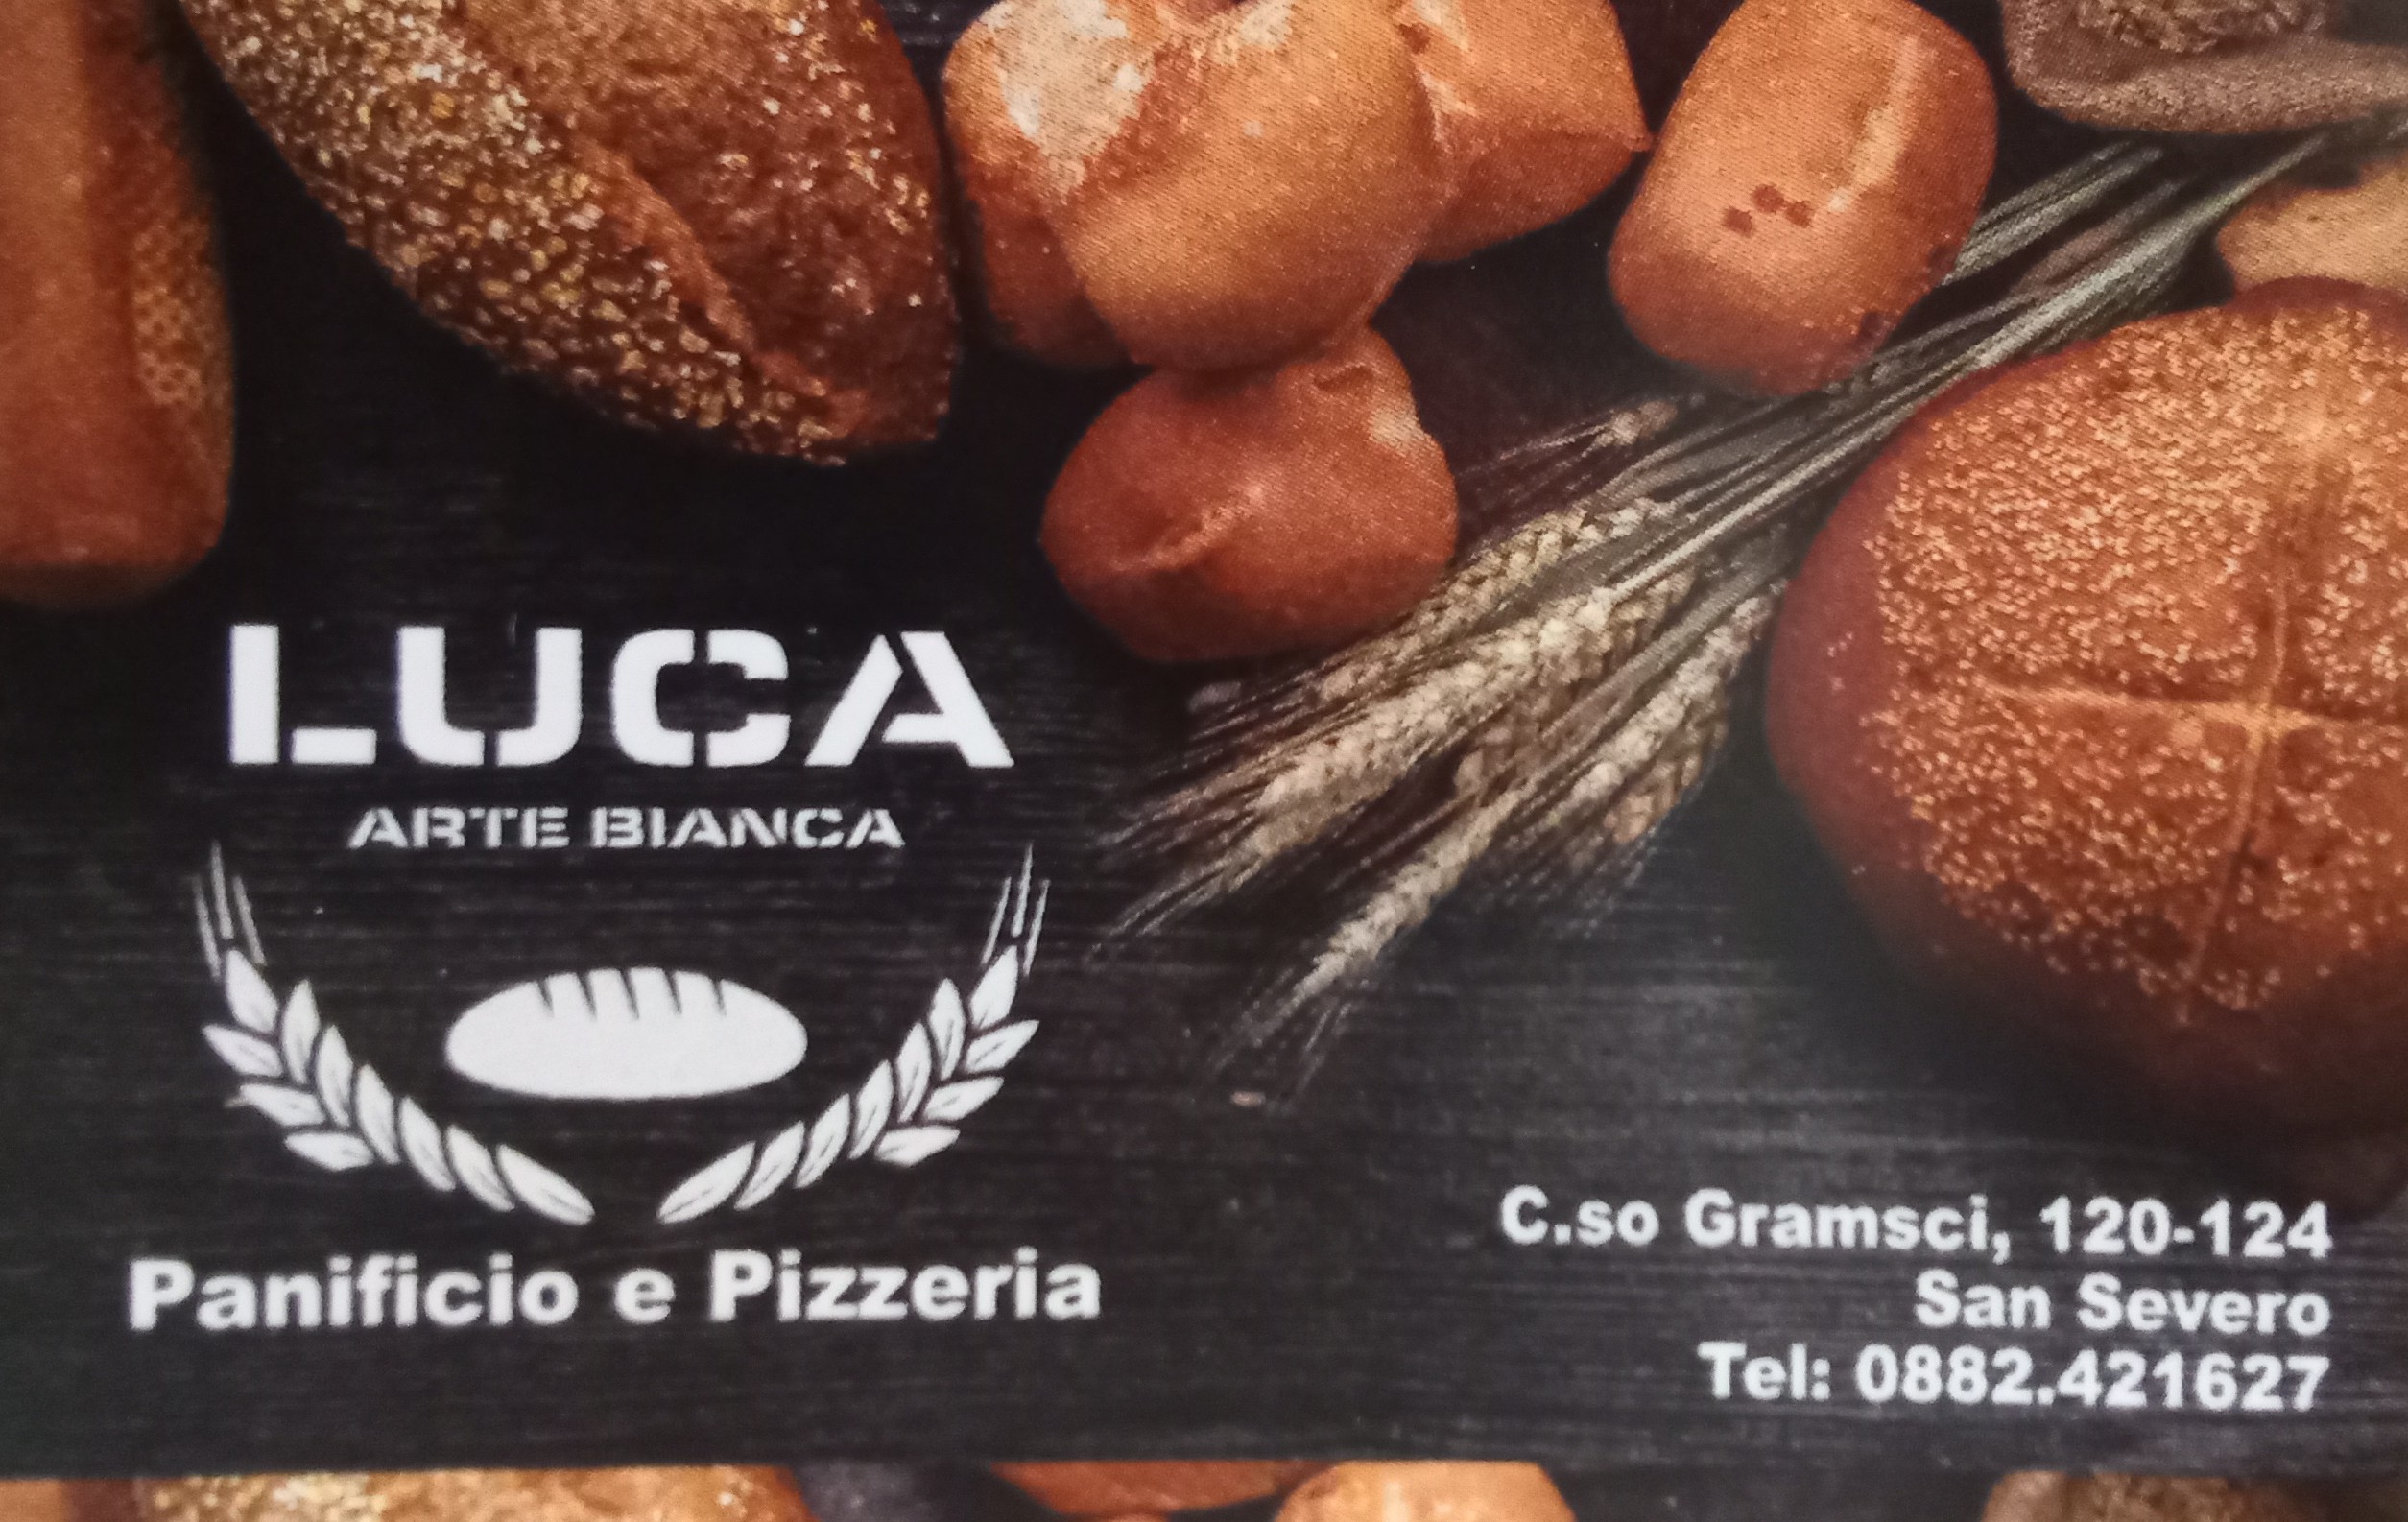 LUCA
ARTE BIANCA
Panificio e Pizzeria
C.so Gramsci, 120-124
San Severo
Tel: 0882.421627